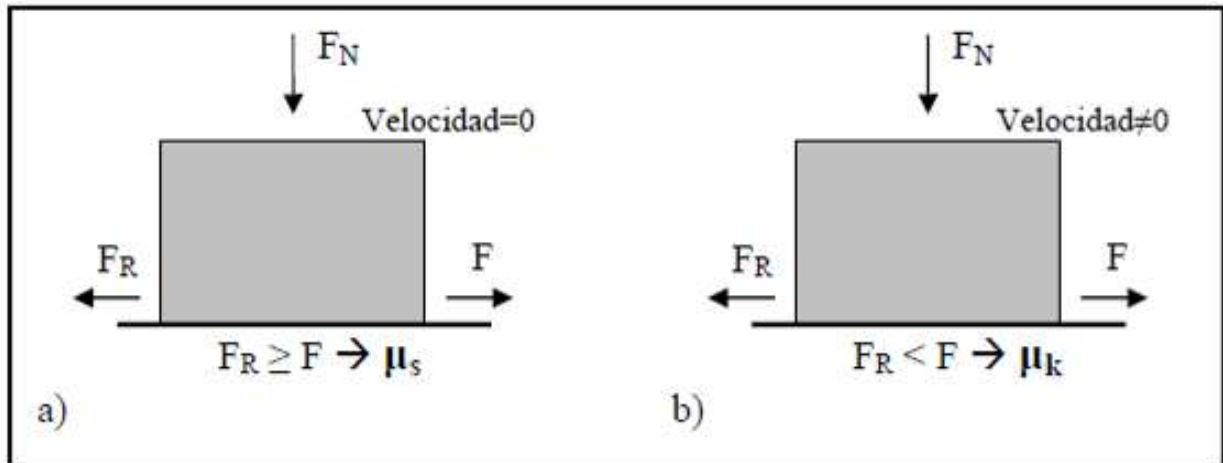 F_N
Velocidad=0
F_R
F
F_R ≥ F → μ_s
a)
F_N
Velocidad≠0
F_R
F
F_R < F → μ_k
b)